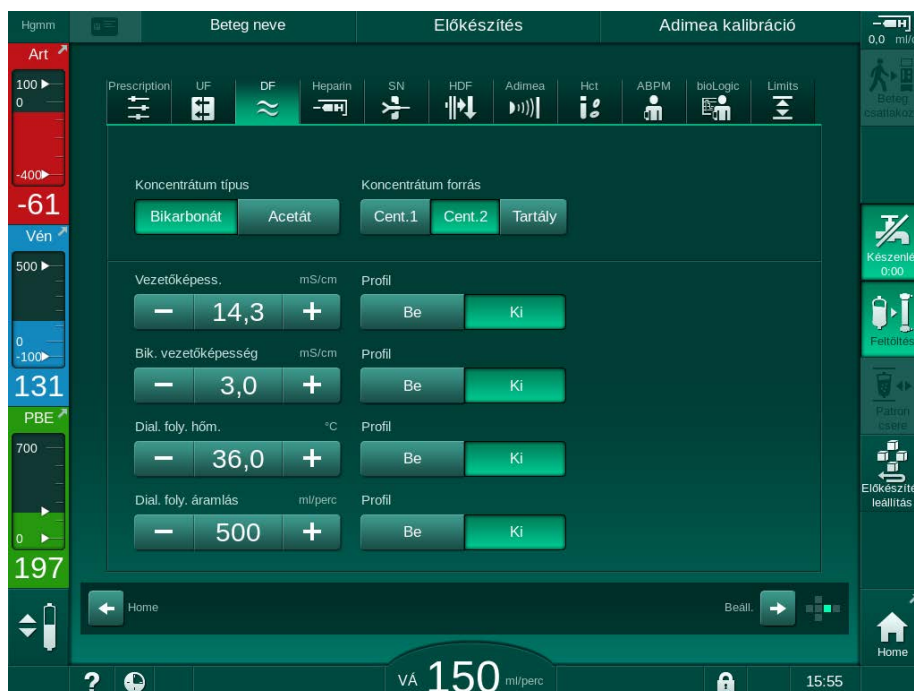 Hgmm
Beteg neve
Előkészítés
Adimea kalibráció
0,0 ml/
Art
100
0
-400
-61
Vén
500
0
-100
131
PBE
700
0
197
Prescription
UF
DF
Heparin
SN
HDF
Adimea
Hct
ABPM
bioLogic
Limits
Koncentrátum típus
Koncentrátum forrás
Bikarbonát
Acetát
Cent.1
Cent.2
Tartály
Vezetőképess.
mS/cm
Profil
− 14,3 +
Be
Ki
Bik. vezetőképesség
mS/cm
Profil
− 3,0 +
Be
Ki
Dial. foly. hőm.
°C
Profil
− 36,0 +
Be
Ki
Dial. foly. áramlás
ml/perc
Profil
− 500 +
Be
Ki
Home
Beáll.
Beteg
csatlakoz
Készenlé
0:00
Feltöltés
Patron
csere
Előkészíté
leállítás
Home
?
VÁ 150 ml/perc
15:55